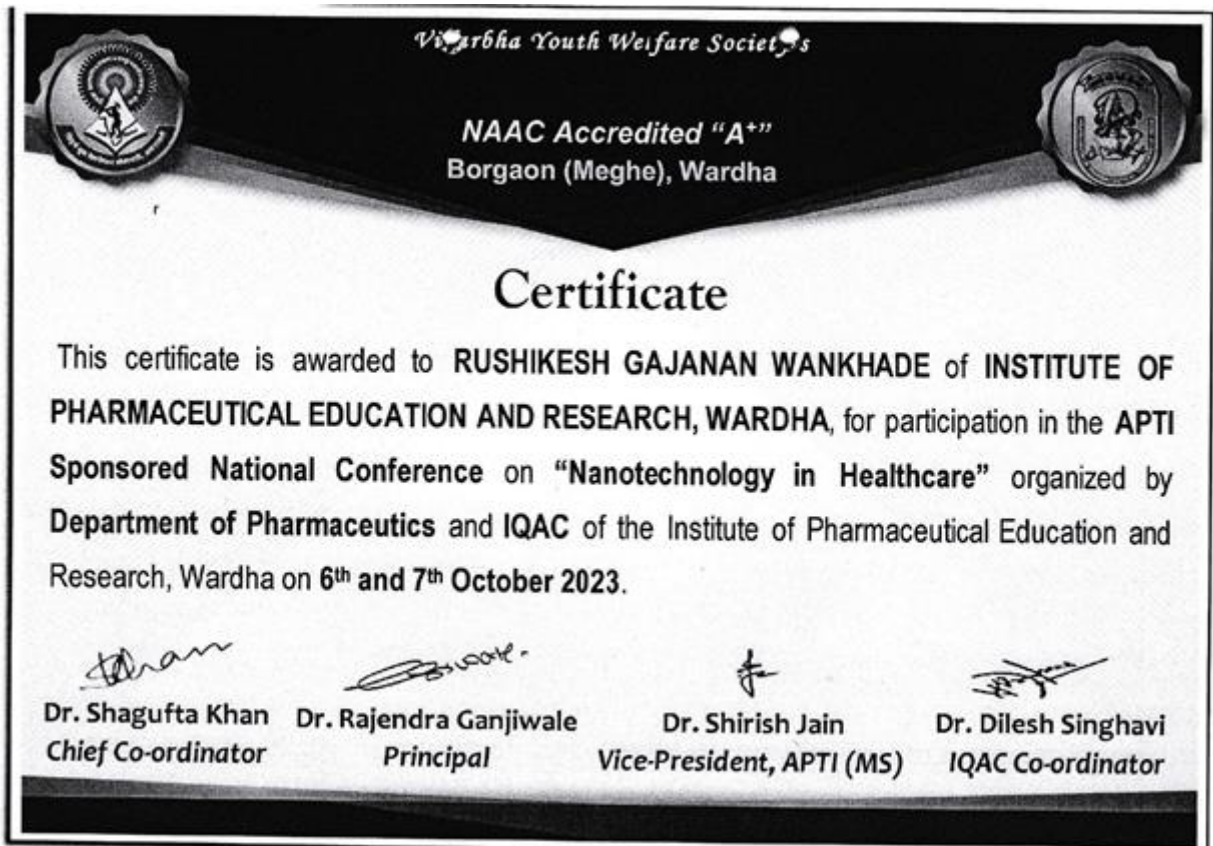 Vidarbha Youth Welfare Society's
NAAC Accredited “A+”
Borgaon (Meghe), Wardha
Certificate
This certificate is awarded to RUSHIKESH GAJANAN WANKHADE of INSTITUTE OF
PHARMACEUTICAL EDUCATION AND RESEARCH, WARDHA, for participation in the APTI
Sponsored National Conference on “Nanotechnology in Healthcare” organized by
Department of Pharmaceutics and IQAC of the Institute of Pharmaceutical Education and
Research, Wardha on 6th and 7th October 2023.
Dr. Shagufta Khan Dr. Rajendra Ganjiwale Dr. Shirish Jain Dr. Dilesh Singhavi
Chief Co-ordinator Principal Vice-President, APTI (MS) IQAC Co-ordinator